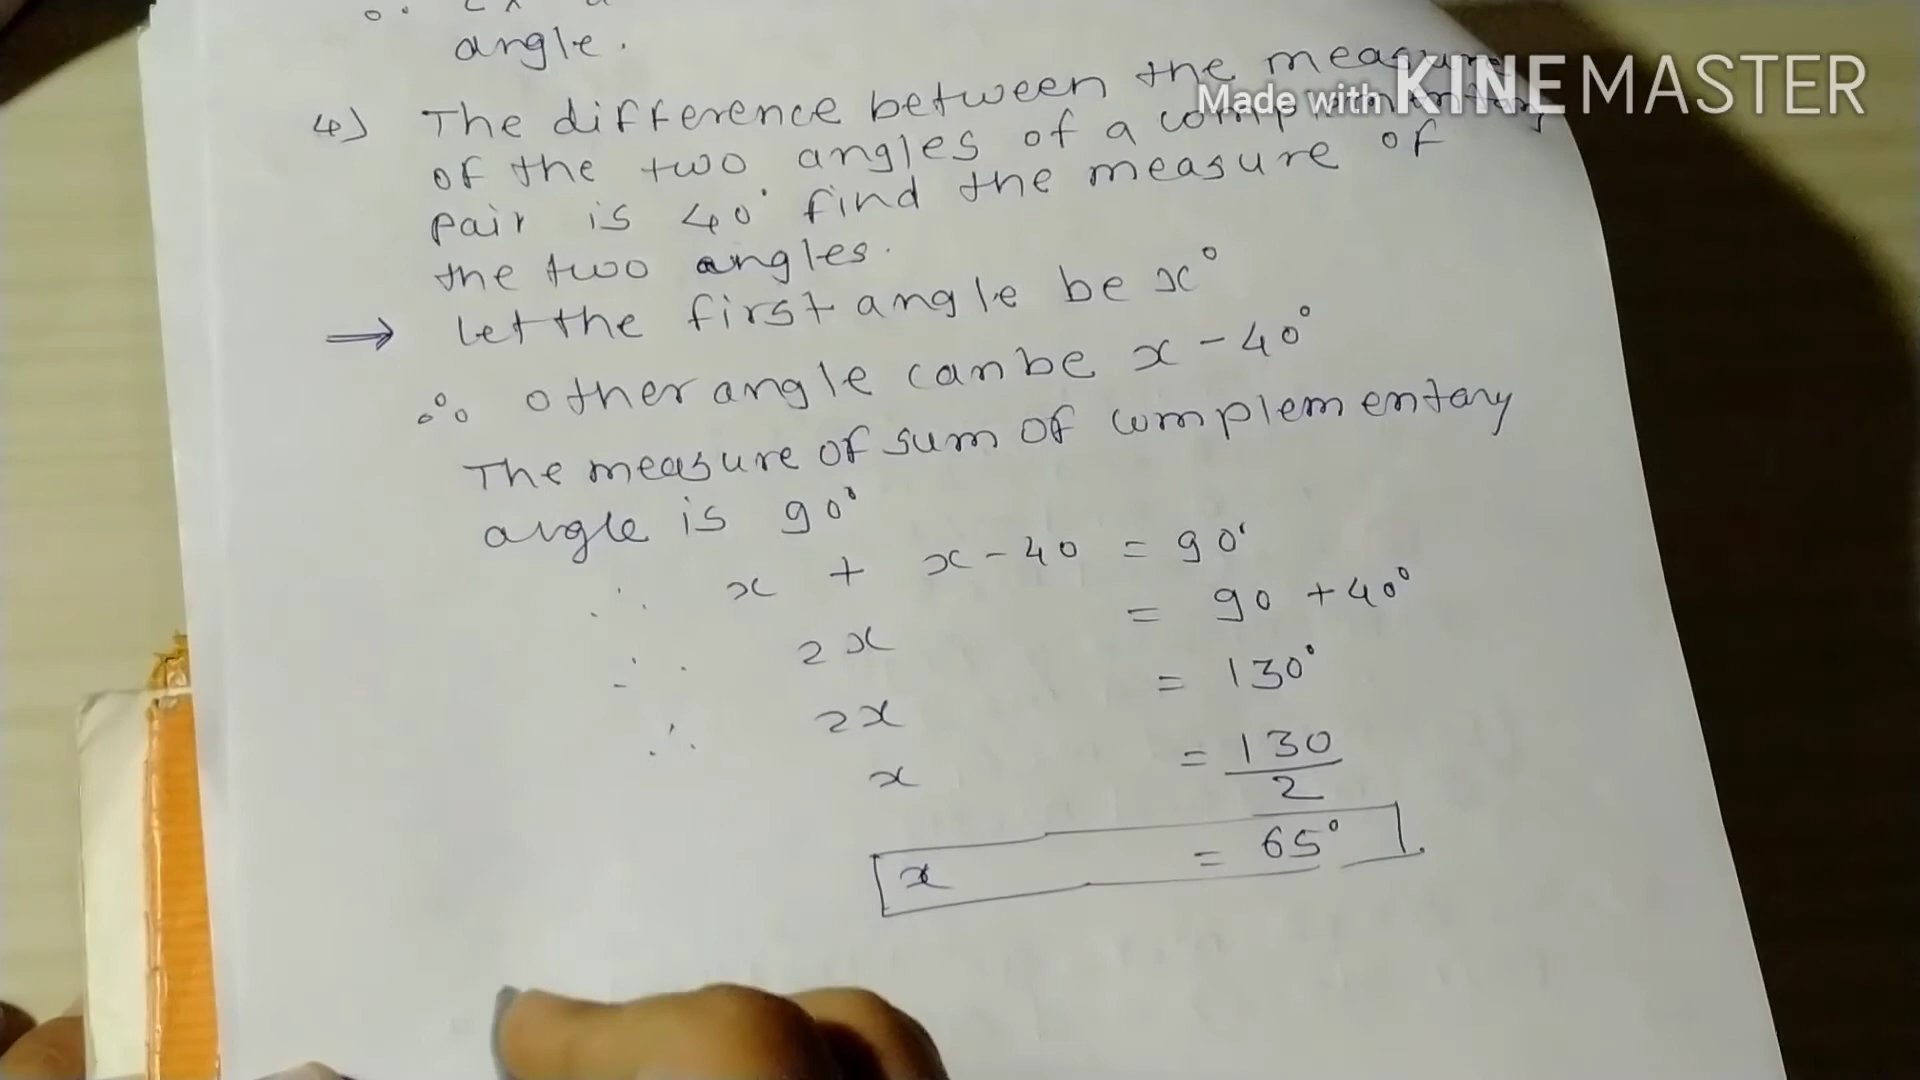 angle.
4) The difference between the measure
of the two angles of a complementary
pair is 40° find the measure of
the two angles.
⇒ Let the first angle be x°
∴ other angle can be x - 40°
The measure of sum of complementary
angle is 90°
∴ x + x - 40 = 90°
∴ 2x = 90 + 40°
∴ 2x = 130°
x = 130/2
x = 65°
Made with KINEMASTER